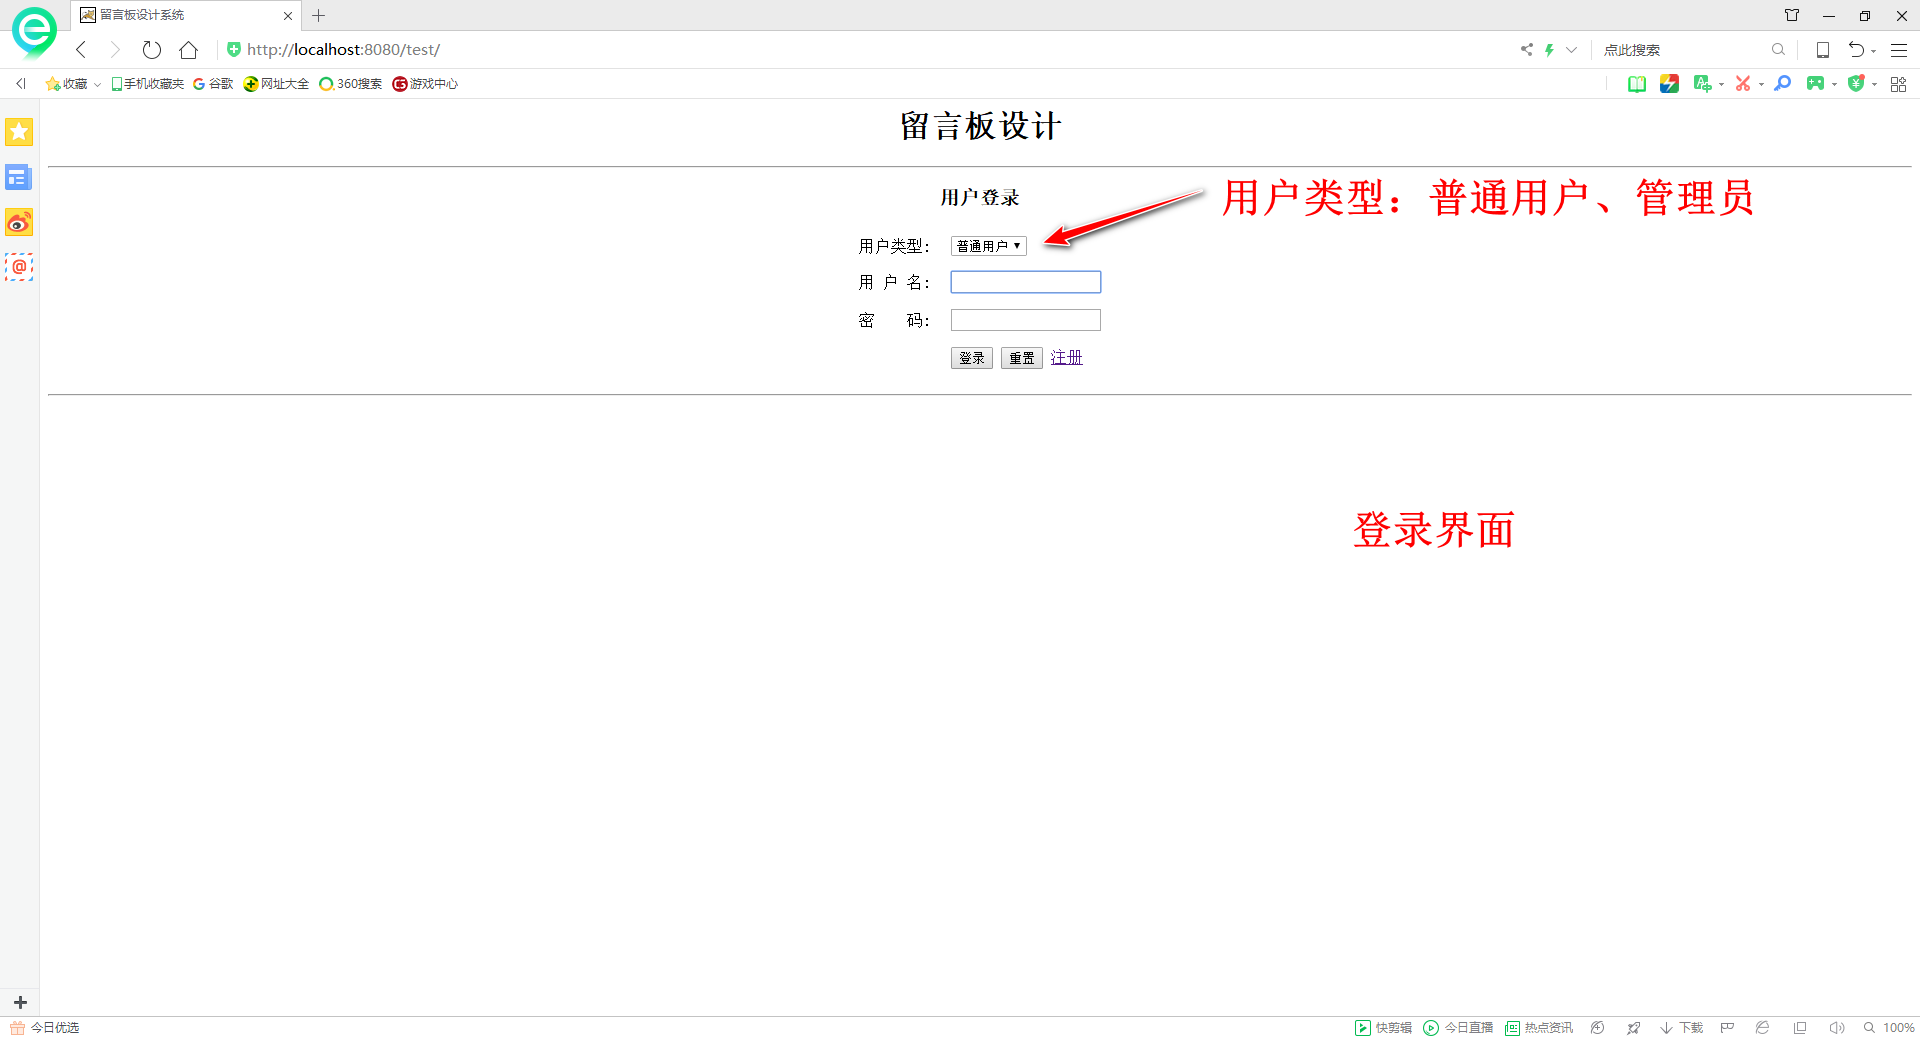 留言板设计系统
http://localhost:8080/test/
点此搜索
收藏 手机收藏夹 谷歌 网址大全 360搜索 游戏中心
留言板设计
用户登录
用户类型：普通用户、管理员
用户类型： 普通用户
用 户 名：
密 码：
登录 重置 注册
登录界面
今日优选 快剪辑 今日直播 热点资讯 下载 100%